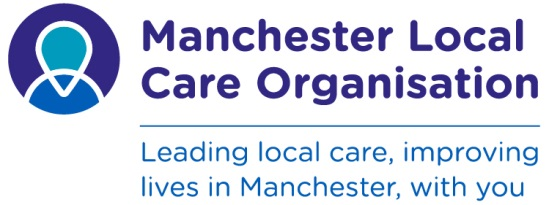 Manchester Local
Care Organisation
Leading local care, improving
lives in Manchester, with you